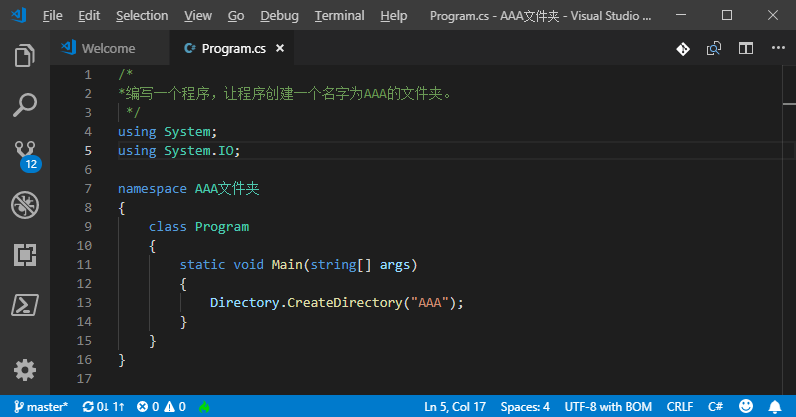 File Edit Selection View Go Debug Terminal Help Program.cs - AAA文件夹 - Visual Studio ...
Welcome Program.cs ×
1 /*
2 *编写一个程序，让程序创建一个名字为AAA的文件夹。
3  */
4 using System;
5 using System.IO;
6
7 namespace AAA文件夹
8 {
9     class Program
10     {
11         static void Main(string[] args)
12         {
13             Directory.CreateDirectory("AAA");
14         }
15     }
16 }
17
12
master* 0↓ 1↑ 0 0 Ln 5, Col 17 Spaces: 4 UTF-8 with BOM CRLF C#